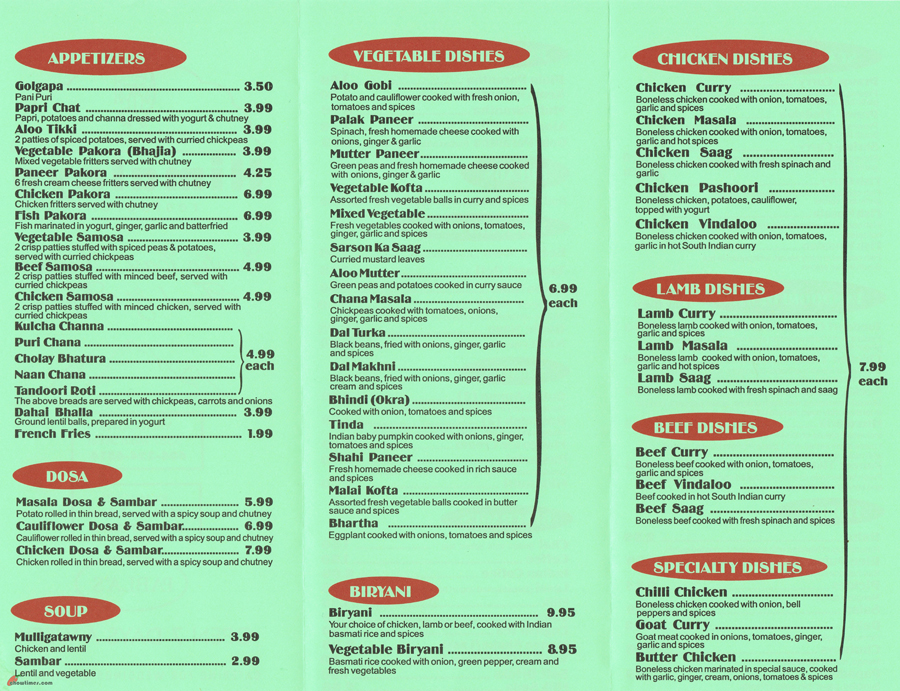 APPETIZERS
Golgapa 3.50
Pani Puri
Papri Chat 3.99
Papri, potatoes and channa dressed with yogurt & chutney
Aloo Tikki 3.99
2 patties of spiced potatoes, served with curried chickpeas
Vegetable Pakora (Bhajia) 3.99
Mixed vegetable fritters served with chutney
Paneer Pakora 4.25
6 fresh cream cheese fritters served with chutney
Chicken Pakora 6.99
Chicken fritters served with chutney
Fish Pakora 6.99
Fish marinated in yogurt, ginger, garlic and batterfried
Vegetable Samosa 3.99
2 crisp patties stuffed with spiced peas & potatoes,
served with curried chickpeas
Beef Samosa 4.99
2 crisp patties stuffed with minced beef, served with
curried chickpeas
Chicken Samosa 4.99
2 crisp patties stuffed with minced chicken, served with
curried chickpeas
Kulcha Channa
Puri Chana
Cholay Bhatura
Naan Chana
Tandoori Roti
4.99
each
The above breads are served with chickpeas, carrots and onions
Dahai Bhalla 3.99
Ground lentil balls, prepared in yogurt
French Fries 1.99
DOSA
Masala Dosa & Sambar 5.99
Potato rolled in thin bread, served with a spicy soup and chutney
Cauliflower Dosa & Sambar 6.99
Cauliflower rolled in thin bread, served with a spicy soup and chutney
Chicken Dosa & Sambar 7.99
Chicken rolled in thin bread, served with a spicy soup and chutney
SOUP
Mulligatawny 3.99
Chicken and lentil
Sambar 2.99
Lentil and vegetable
VEGETABLE DISHES
Aloo Gobi
Potato and cauliflower cooked with fresh onion,
tomatoes and spices
Palak Paneer
Spinach, fresh homemade cheese cooked with
onions, ginger & garlic
Mutter Paneer
Green peas and fresh homemade cheese cooked
with onions, ginger & garlic
Vegetable Kofta
Assorted fresh vegetable balls in curry and spices
Mixed Vegetable
Fresh vegetables cooked with onions, tomatoes,
ginger, garlic and spices
Sarson Ka Saag
Curried mustard leaves
Aloo Mutter
Green peas and potatoes cooked in curry sauce
Chana Masala
Chickpeas cooked with tomatoes, onions,
ginger, garlic and spices
Dal Turka
Black beans, fried with onions, ginger, garlic
and spices
Dal Makhni
Black beans, fried with onions, ginger, garlic
cream and spices
Bhindi (Okra)
Cooked with onion, tomatoes and spices
Tinda
Indian baby pumpkin cooked with onions, ginger,
tomatoes and spices
Shahi Paneer
Fresh homemade cheese cooked in rich sauce
and spices
Malai Kofta
Assorted fresh vegetable balls cooked in butter
sauce and spices
Bhartha
Eggplant cooked with onions, tomatoes and spices
6.99
each
BIRYANI
Biryani 9.95
Your choice of chicken, lamb or beef, cooked with Indian
basmati rice and spices
Vegetable Biryani 8.95
Basmati rice cooked with onion, green pepper, cream and
fresh vegetables
CHICKEN DISHES
Chicken Curry
Boneless chicken cooked with onion, tomatoes,
garlic and spices
Chicken Masala
Boneless chicken cooked with onion, tomatoes,
garlic and hot spices
Chicken Saag
boneless chicken cooked with fresh spinach and
garlic
Chicken Pashoori
Boneless chicken, potatoes, cauliflower,
topped with yogurt
Chicken Vindaloo
Boneless chicken cooked with onion, tomatoes,
garlic in hot South Indian curry
LAMB DISHES
Lamb Curry
Boneless lamb cooked with onion, tomatoes,
garlic and spices
Lamb Masala
Boneless lamb cooked with onion, tomatoes,
garlic and hot spices
Lamb Saag
Boneless lamb cooked with fresh spinach and saag
BEEF DISHES
Beef Curry
Boneless beef cooked with onion, tomatoes,
garlic and spices
Beef Vindaloo
Beef cooked in hot South Indian curry
Beef Saag
Boneless beef cooked with fresh spinach and spices
SPECIALTY DISHES
Chilli Chicken
Boneless chicken cooked with onion, bell
peppers and spices
Goat Curry
Goat meat cooked in onions, tomatoes, ginger,
garlic and spices
Butter Chicken
Boneless chicken marinated in special sauce, cooked
with garlic, ginger, cream, onions, tomatoes & spices
7.99
each